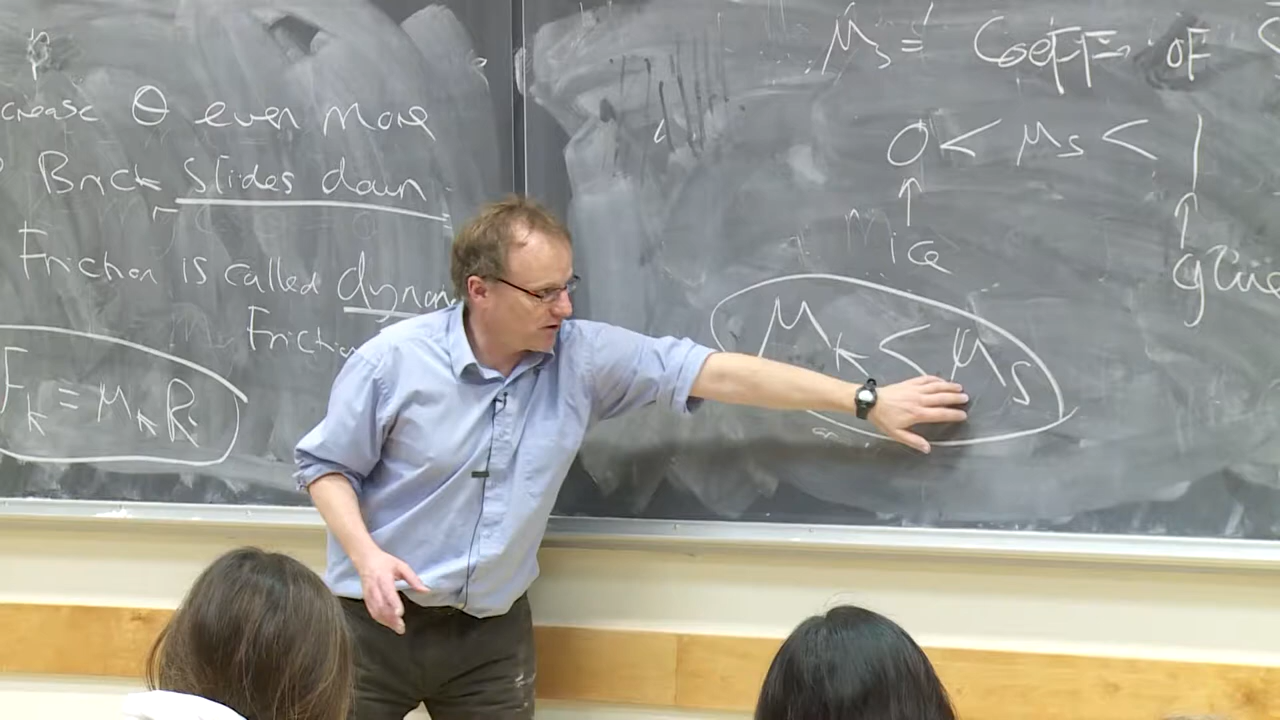 crease θ even more
Brick slides down
Friction is called dynam
Friction
Fk = μk R
μs = Coeff. of S
0 < μs < 1
↑ ↑
ice glue
μk < μs